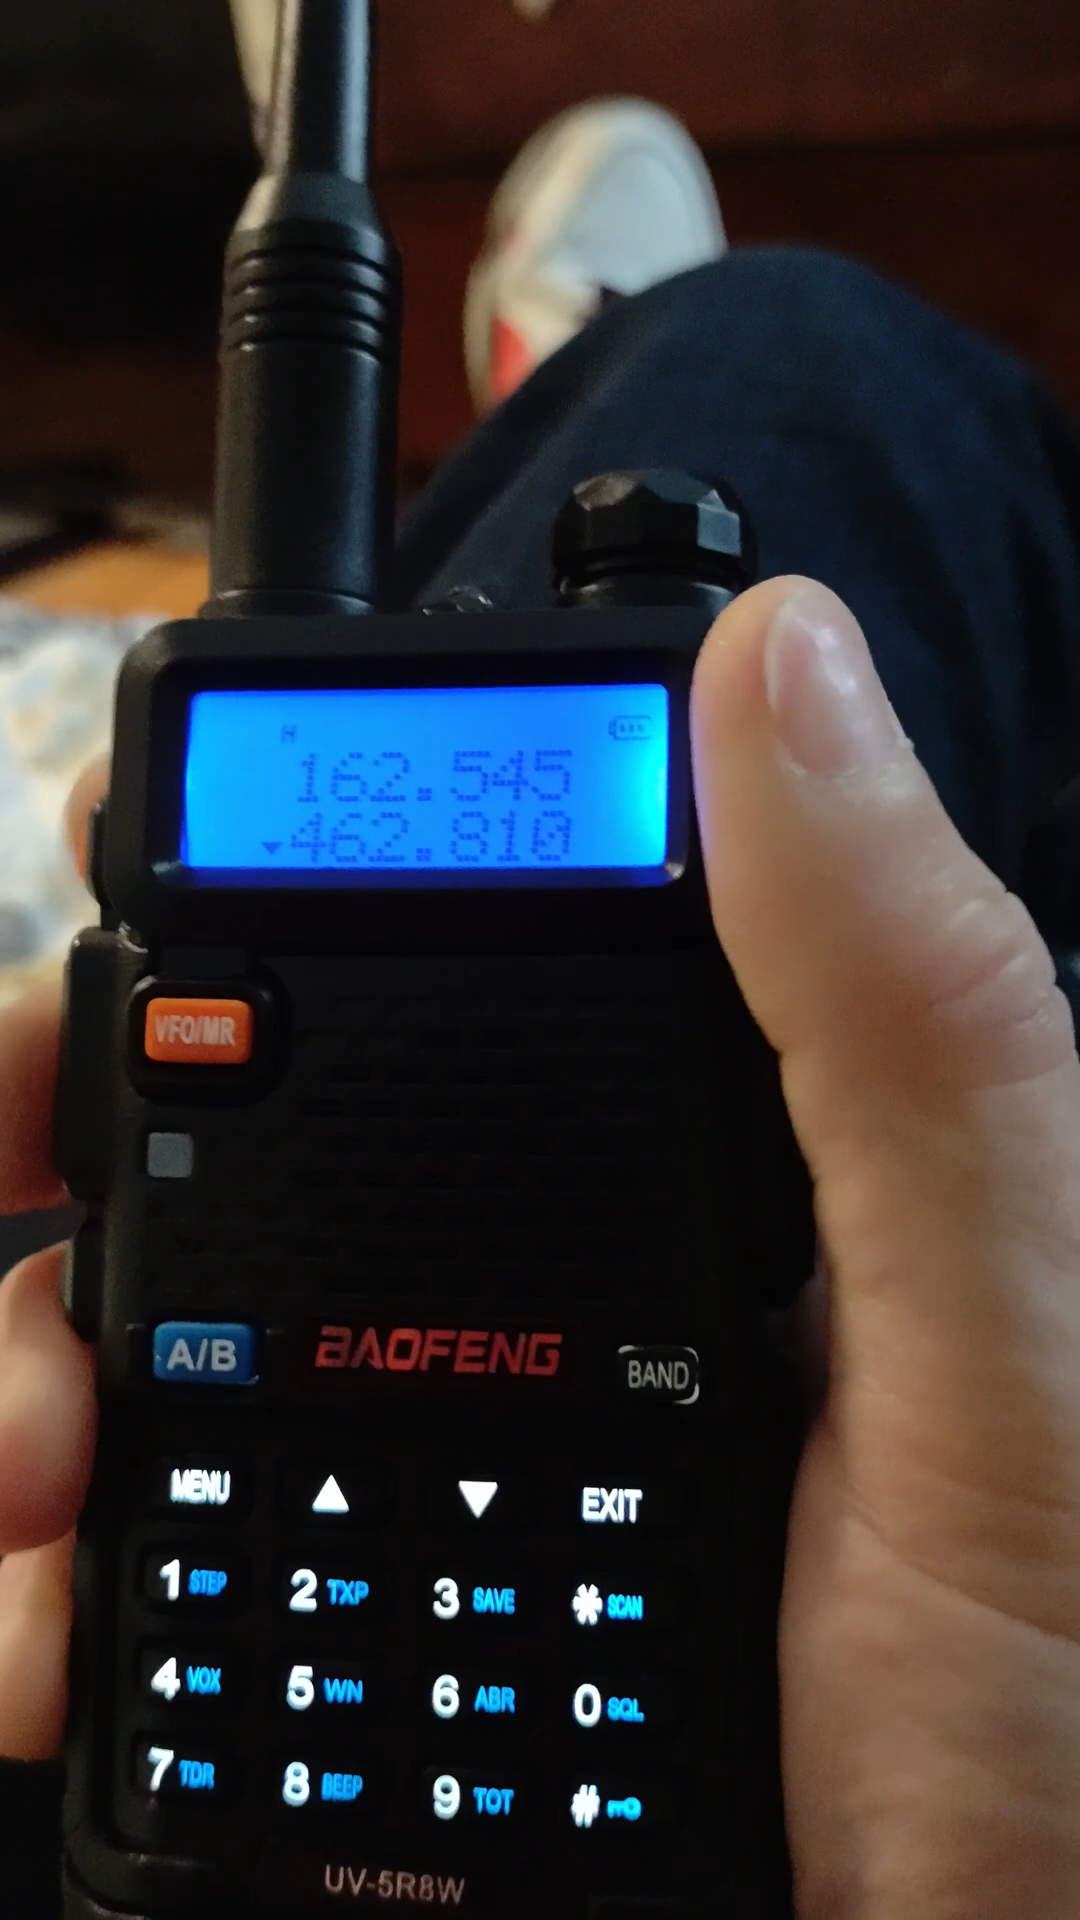 N
162.545
▼462.810
VFO/MR
A/B BAOFENG BAND
MENU ▲ ▼ EXIT
1 STEP 2 TXP 3 SAVE * SCAN
4 VOX 5 WN 6 ABR 0 SQL
7 TDR 8 BEEP 9 TOT #
UV-5R8W